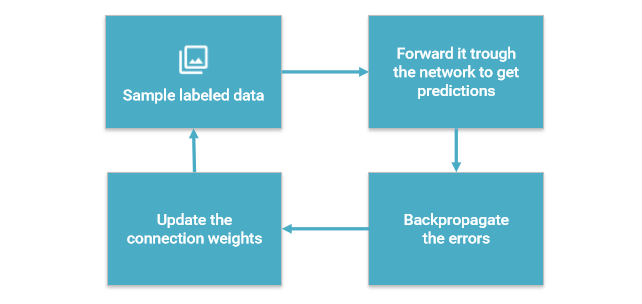 Sample labeled data
Forward it trough
the network to get
predictions
Backpropagate
the errors
Update the
connection weights